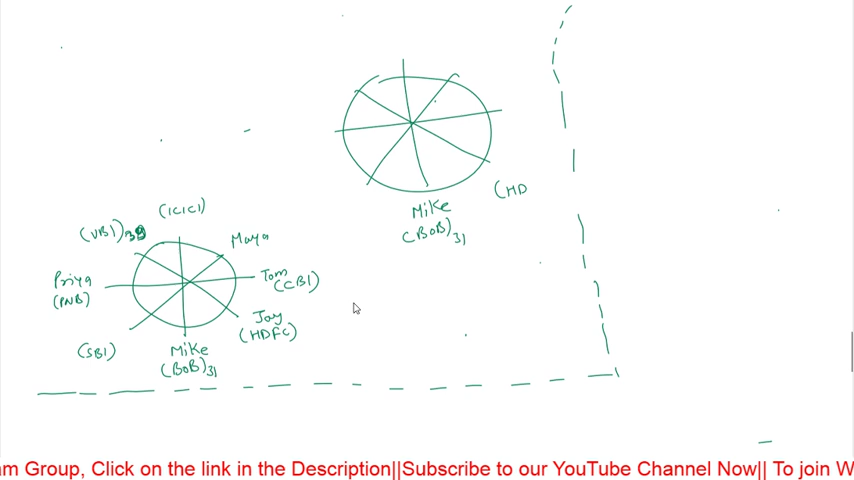 (HD
Mike
(BOB)31
(ICICI)
(UBI)
Maya
Priya
(PNB)
Tom
(CBI)
Jay
(HDFC)
(SBI)
Mike
(BOB)31
am Group, Click on the link in the Description||Subscribe to our YouTube Channel Now|| To join W